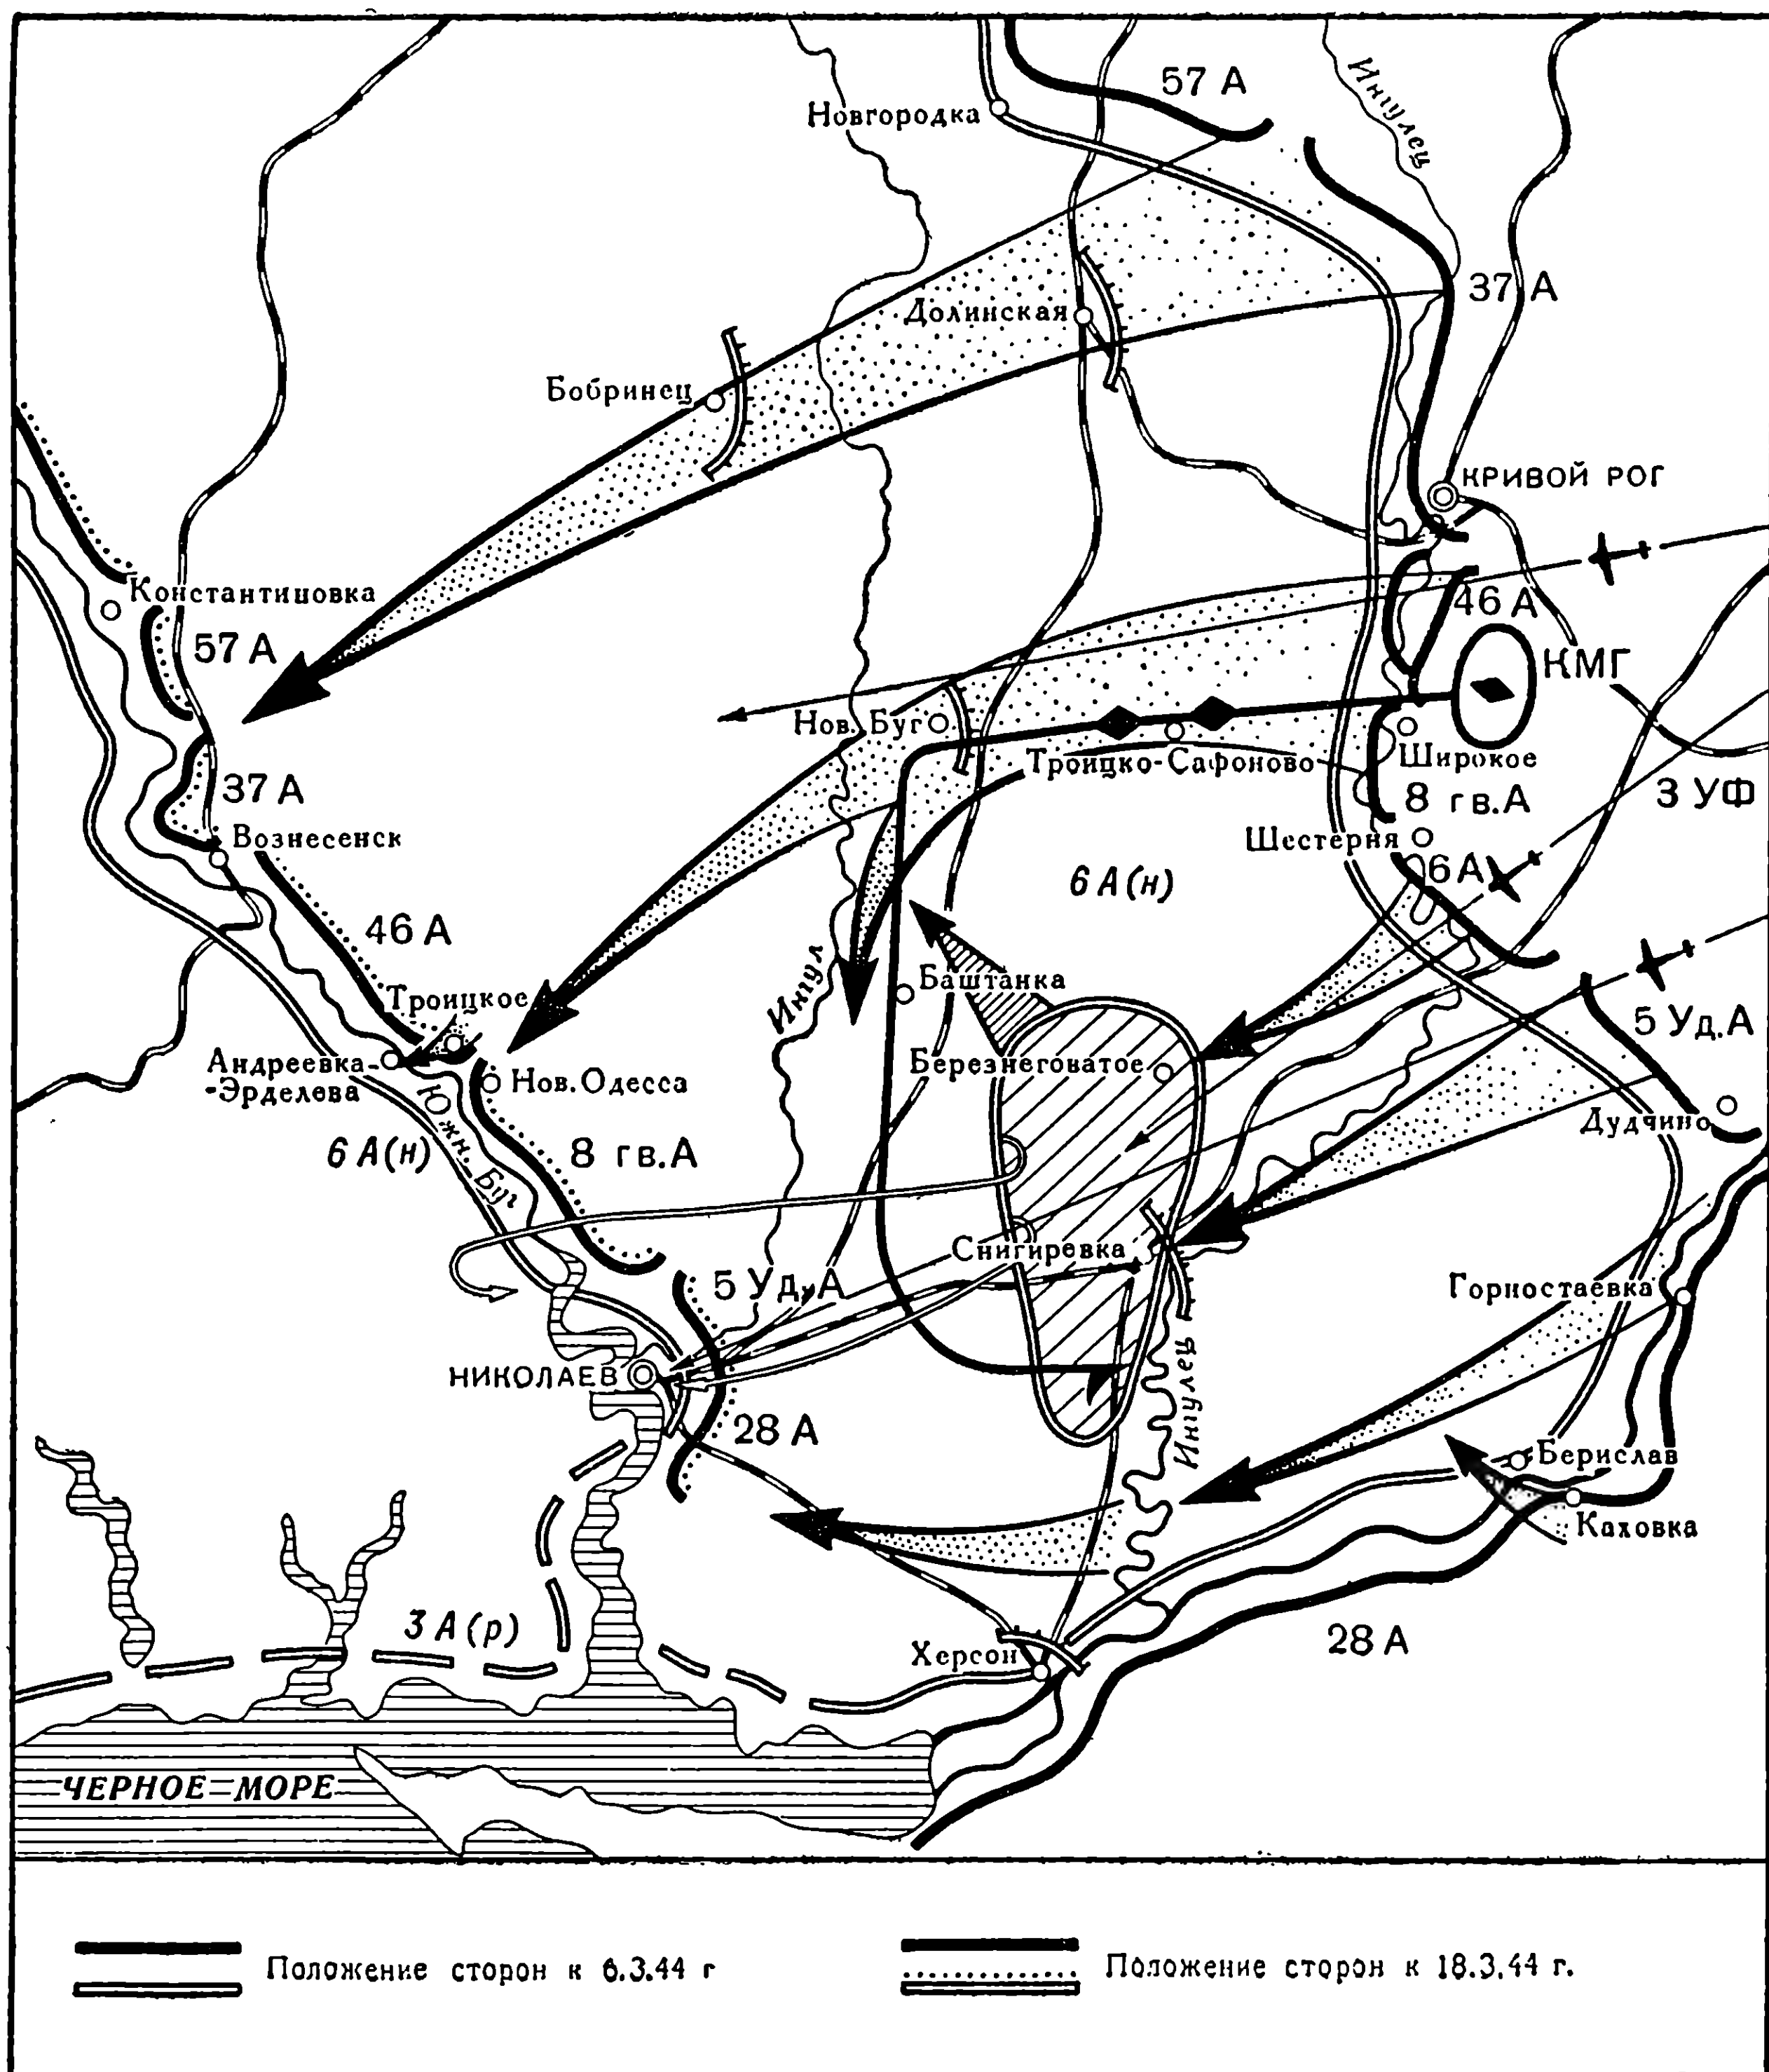 57 А
Ингулец
Новгородка
37 А
Долинская
Бобринец
КРИВОЙ РОГ
Константиновка
46 А
57 А
КМГ
Нов. Буг
Троицко-Сафоново
Широкое
37 А
8 гв.А
3 УФ
Вознесенск
Шестерня
6 А
6 А(н)
46 А
Ингул
Баштанка
Троицкое
5 Уд.А
Андреевка-
-Эрделева
Нов.Одесса
Березнеговатое
Южн. Буг
Дудчино
6 А(н)
8 гв.А
Снигиревка
5 Уд.А
Горностаевка
НИКОЛАЕВ
Ингулец
28 А
Берислав
Каховка
3 А(р)
Херсон
28 А
ЧЕРНОЕ МОРЕ
Положение сторон к 6.3.44 г
Положение сторон к 18.3.44 г.